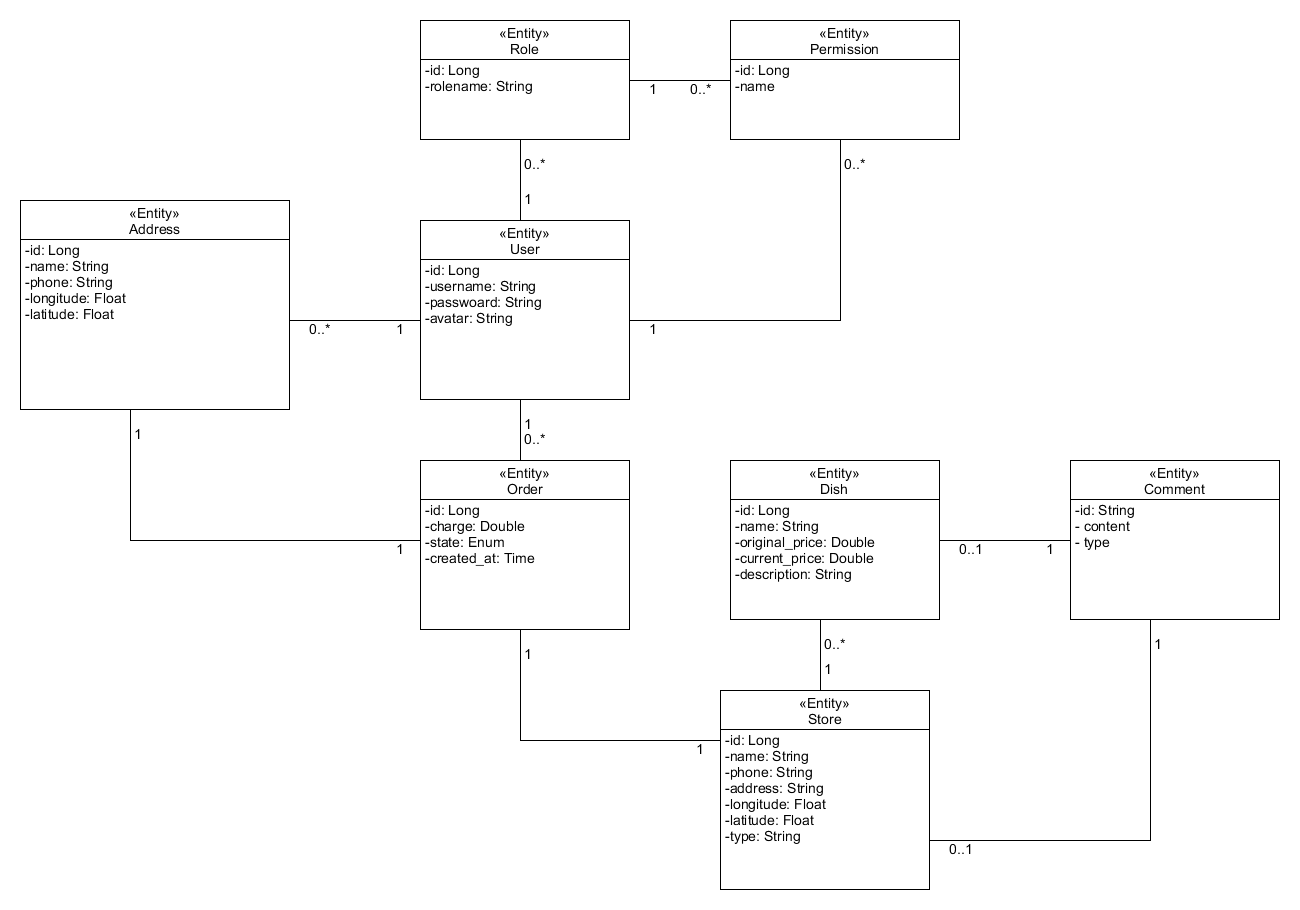 «Entity»
Role
-id: Long
-rolename: String
«Entity»
Permission
-id: Long
-name
1
0..*
0..*
1
0..*
«Entity»
Address
-id: Long
-name: String
-phone: String
-longitude: Float
-latitude: Float
«Entity»
User
-id: Long
-username: String
-passwoard: String
-avatar: String
0..*
1
1
1
1
0..*
«Entity»
Order
-id: Long
-charge: Double
-state: Enum
-created_at: Time
1
«Entity»
Dish
-id: Long
-name: String
-original_price: Double
-current_price: Double
-description: String
«Entity»
Comment
-id: String
- content
- type
0..1
1
1
0..*
1
1
«Entity»
Store
-id: Long
-name: String
-phone: String
-address: String
-longitude: Float
-latitude: Float
-type: String
1
0..1